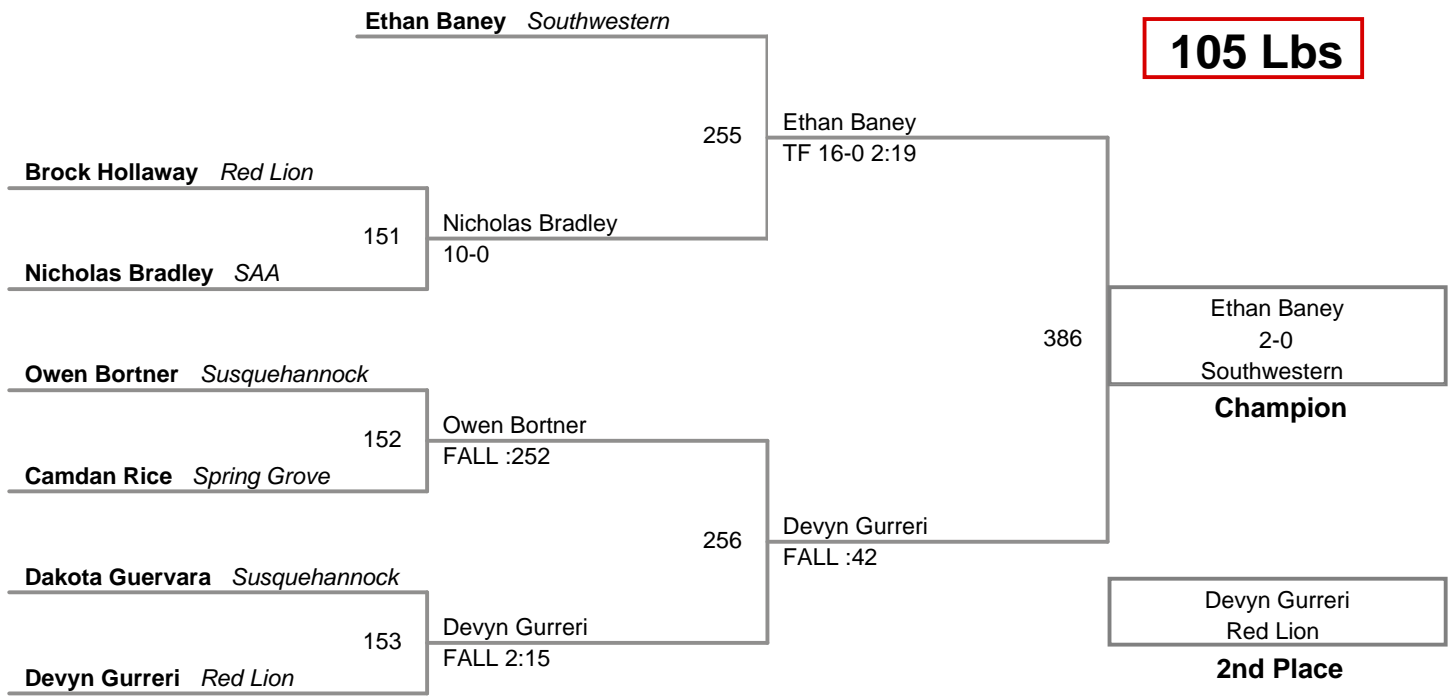 Ethan Baney Southwestern
105 Lbs
255
Ethan Baney
TF 16-0 2:19
Brock Hollaway Red Lion
151
Nicholas Bradley
10-0
Nicholas Bradley SAA
386
Ethan Baney
2-0
Southwestern
Champion
Owen Bortner Susquehannock
152
Owen Bortner
FALL :252
Camdan Rice Spring Grove
256
Devyn Gurreri
FALL :42
Dakota Guervara Susquehannock
153
Devyn Gurreri
FALL 2:15
Devyn Gurreri Red Lion
Devyn Gurreri
Red Lion
2nd Place